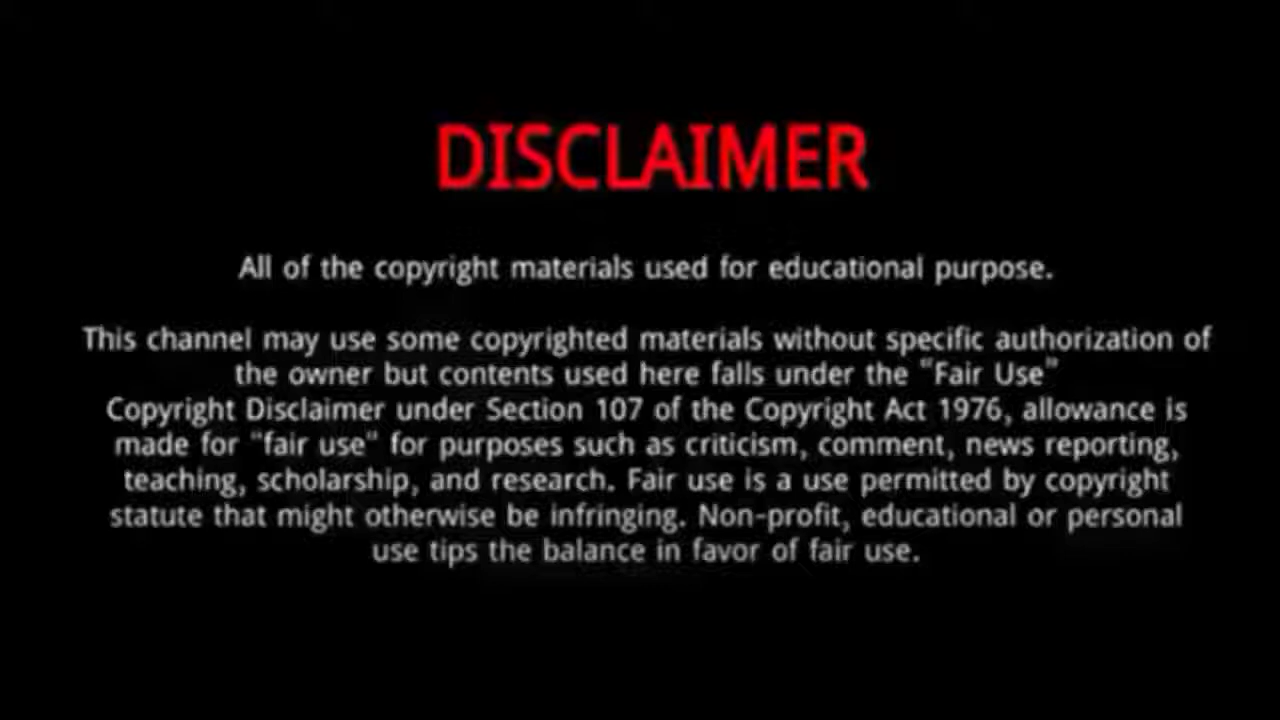 DISCLAIMER
All of the copyright materials used for educational purpose.
This channel may use some copyrighted materials without specific authorization of
the owner but contents used here falls under the “Fair Use”
Copyright Disclaimer under Section 107 of the Copyright Act 1976, allowance is
made for "fair use" for purposes such as criticism, comment, news reporting,
teaching, scholarship, and research. Fair use is a use permitted by copyright
statute that might otherwise be infringing. Non-profit, educational or personal
use tips the balance in favor of fair use.